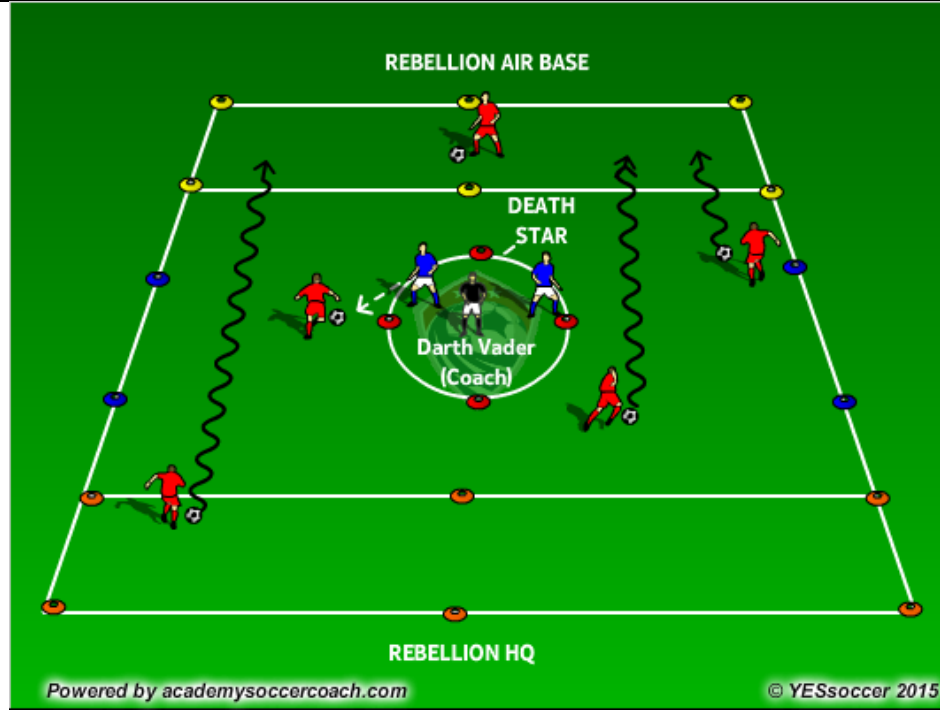 REBELLION AIR BASE
DEATH
STAR
Darth Vader
(Coach)
REBELLION HQ
Powered by academysoccercoach.com
© YESsoccer 2015